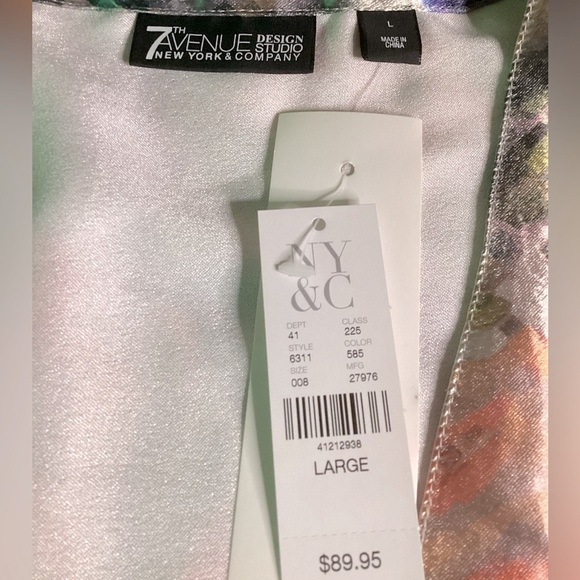 7TH AVENUE DESIGN STUDIO
NEW YORK & COMPANY
L
MADE IN
CHINA
NY
&C
DEPT CLASS
41 225
STYLE COLOR
6311 585
SIZE MFG
008 27976
41212938
LARGE
$89.95